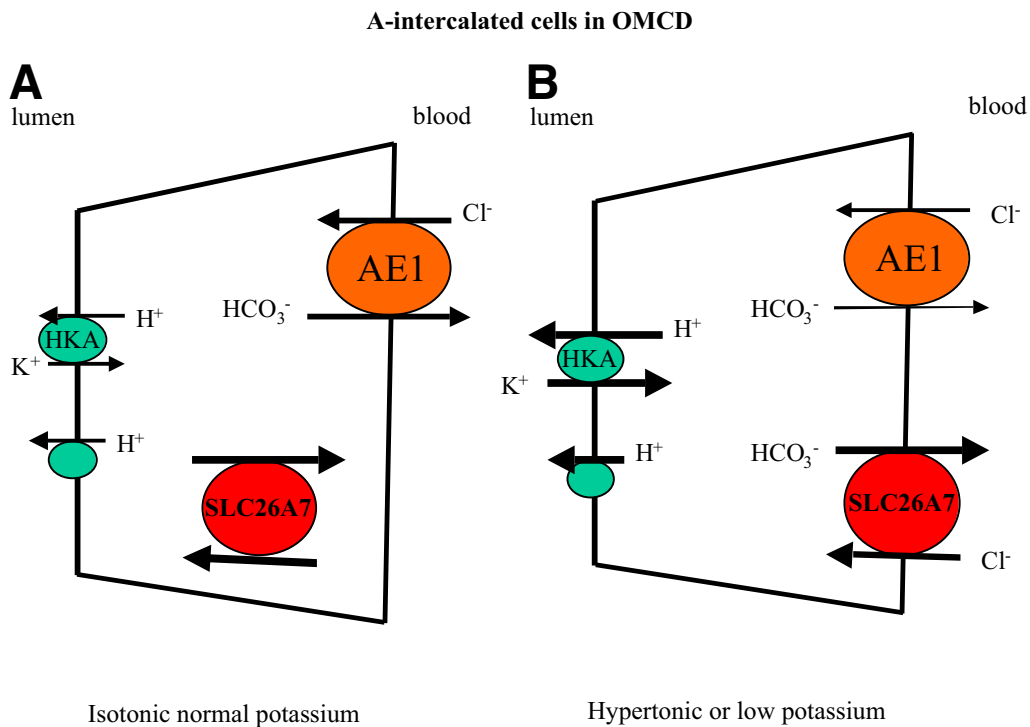 A-intercalated cells in OMCD
A
lumen
blood
Cl-
AE1
HCO3-
H+
HKA
K+
H+
SLC26A7
Isotonic normal potassium
B
lumen
blood
Cl-
AE1
HCO3-
H+
HKA
K+
H+
HCO3-
SLC26A7
Cl-
Hypertonic or low potassium